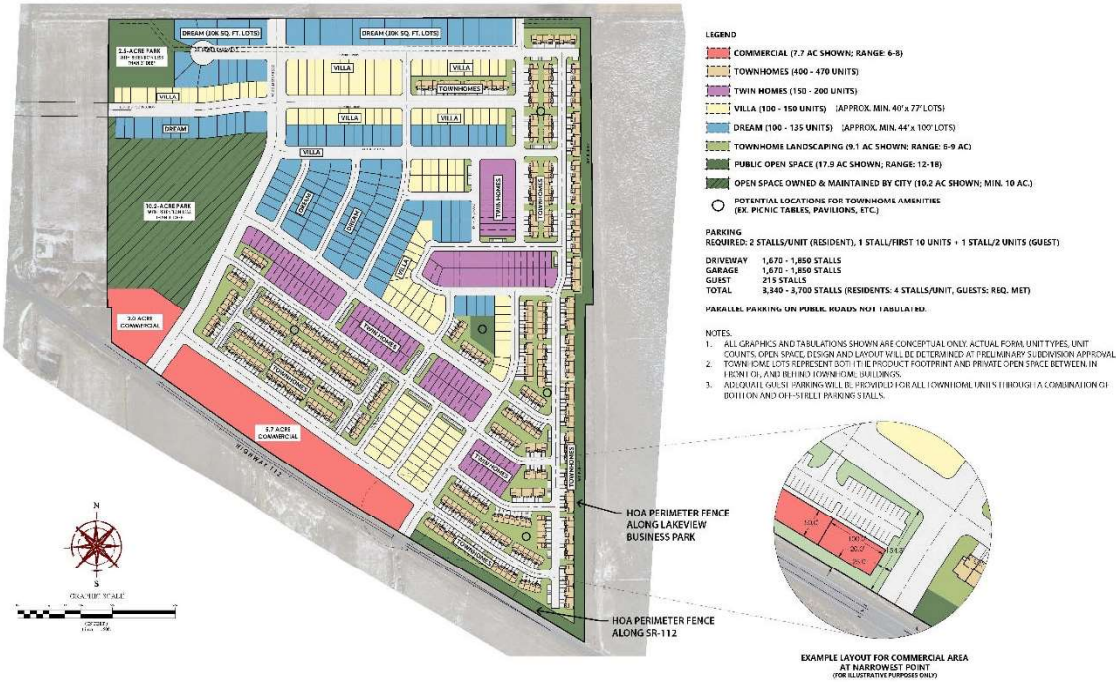 DREAM (10K SQ. FT. LOTS)
DREAM (10K SQ. FT. LOTS)
2.5-ACRE PARK
VILLA
VILLA
VILLA
TOWNHOMES
DREAM
VILLA
VILLA
VILLA
10.2-ACRE PARK
DREAM
DREAM
TWIN HOMES
TOWNHOMES
VILLA
2.0 ACRE
COMMERCIAL
TWIN HOMES
TOWNHOMES
5.7 ACRE
COMMERCIAL
HIGHWAY 112
TWIN HOMES
TOWNHOMES
TOWNHOMES
N
S
GRAPHIC SCALE
HOA PERIMETER FENCE
ALONG LAKEVIEW
BUSINESS PARK
HOA PERIMETER FENCE
ALONG SR-112
LEGEND
COMMERCIAL (7.7 AC SHOWN; RANGE: 6-8)
TOWNHOMES (400 - 470 UNITS)
TWIN HOMES (150 - 200 UNITS)
VILLA (100 - 150 UNITS) (APPROX. MIN. 40' x 77' LOTS)
DREAM (100 - 135 UNITS) (APPROX. MIN. 44' x 100' LOTS)
TOWNHOME LANDSCAPING (9.1 AC SHOWN; RANGE: 6-9 AC)
PUBLIC OPEN SPACE (17.9 AC SHOWN; RANGE: 12-18)
OPEN SPACE OWNED & MAINTAINED BY CITY (10.2 AC SHOWN; MIN. 10 AC.)
POTENTIAL LOCATIONS FOR TOWNHOME AMENITIES
(EX. PICNIC TABLES, PAVILIONS, ETC.)
PARKING
REQUIRED: 2 STALLS/UNIT (RESIDENT), 1 STALL/FIRST 10 UNITS + 1 STALL/2 UNITS (GUEST)
DRIVEWAY 1,670 - 1,850 STALLS
GARAGE 1,670 - 1,850 STALLS
GUEST 215 STALLS
TOTAL 3,340 - 3,700 STALLS (RESIDENTS: 4 STALLS/UNIT, GUESTS: REQ. MET)
PARALLEL PARKING ON PUBLIC ROADS NOT TABULATED.
NOTES:
1. ALL GRAPHICS AND TABULATIONS SHOWN ARE CONCEPTUAL ONLY. ACTUAL FORM, UNIT TYPES, UNIT
COUNTS, OPEN SPACE, DESIGN AND LAYOUT WILL BE DETERMINED AT PRELIMINARY SUBDIVISION APPROVAL
2. TOWNHOME LOTS REPRESENT BOTH THE PRODUCT FOOTPRINT AND PRIVATE OPEN SPACE BETWEEN, IN
FRONT OF, AND BEHIND TOWNHOME BUILDINGS.
3. ADEQUATE GUEST PARKING WILL BE PROVIDED FOR ALL TOWNHOME UNITS THROUGH A COMBINATION OF
BOTH ON AND OFF-STREET PARKING STALLS.
EXAMPLE LAYOUT FOR COMMERCIAL AREA
AT NARROWEST POINT
(FOR ILLUSTRATIVE PURPOSES ONLY)